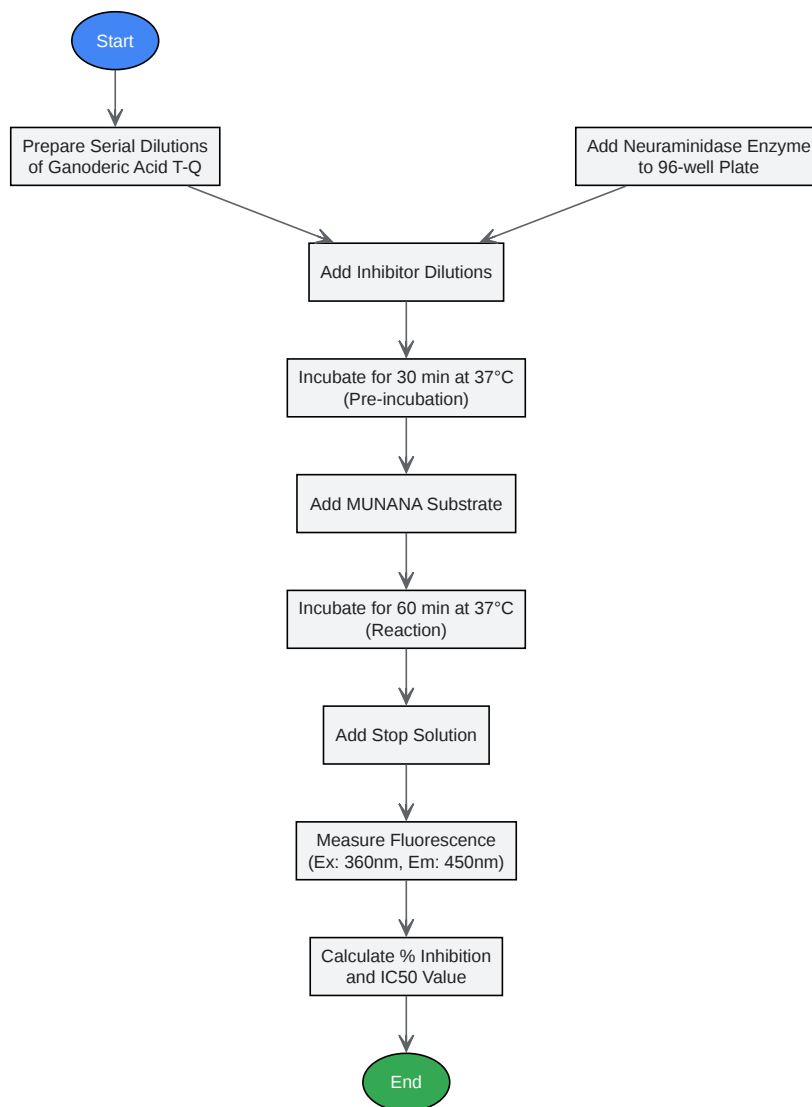 Start
Prepare Serial Dilutions
of Ganoderic Acid T-Q
Add Neuraminidase Enzyme
to 96-well Plate
Add Inhibitor Dilutions
Incubate for 30 min at 37°C
(Pre-incubation)
Add MUNANA Substrate
Incubate for 60 min at 37°C
(Reaction)
Add Stop Solution
Measure Fluorescence
(Ex: 360nm, Em: 450nm)
Calculate % Inhibition
and IC50 Value
End